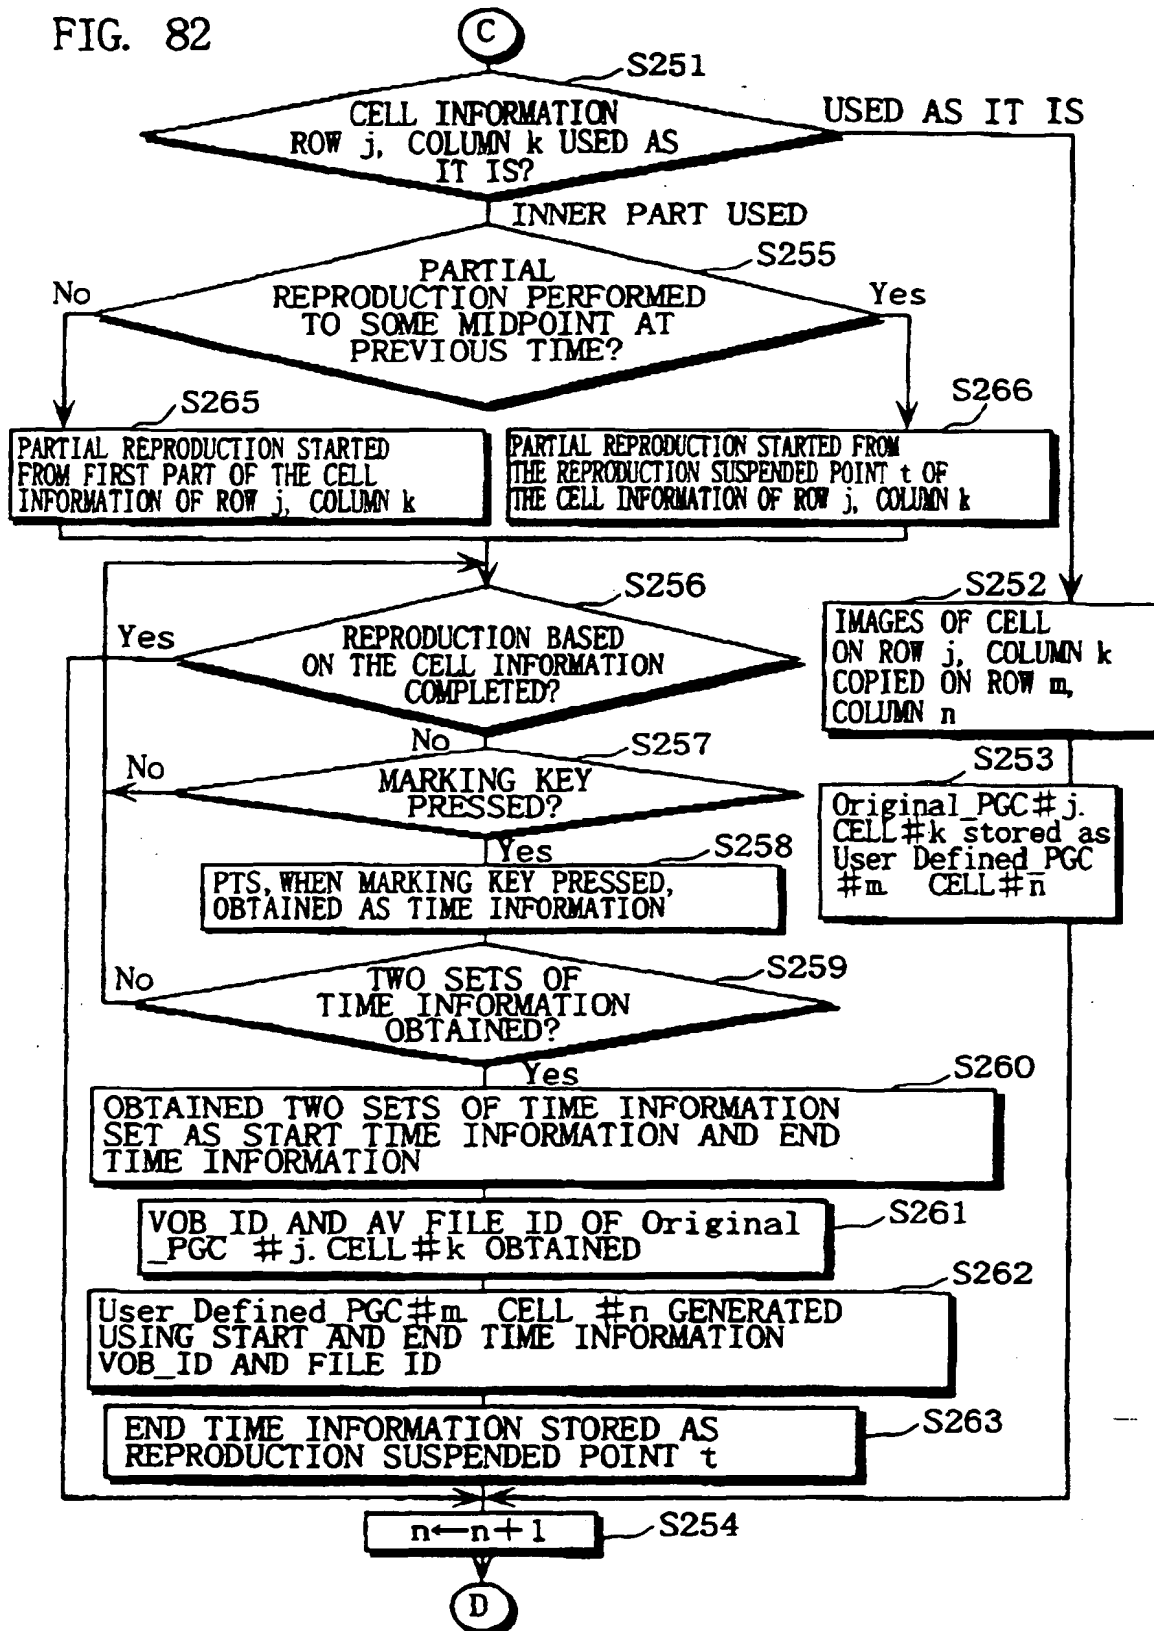 FIG. 82
C
S251
CELL INFORMATION
ROW j, COLUMN k USED AS
IT IS?
USED AS IT IS
INNER PART USED
S255
PARTIAL
REPRODUCTION PERFORMED
TO SOME MIDPOINT AT
PREVIOUS TIME?
No
Yes
S265
PARTIAL REPRODUCTION STARTED
FROM FIRST PART OF THE CELL
INFORMATION OF ROW j, COLUMN k
S266
PARTIAL REPRODUCTION STARTED FROM
THE REPRODUCTION SUSPENDED POINT t OF
THE CELL INFORMATION OF ROW j, COLUMN k
S256
Yes
REPRODUCTION BASED
ON THE CELL INFORMATION
COMPLETED?
S252
IMAGES OF CELL
ON ROW j, COLUMN k
COPIED ON ROW m,
COLUMN n
No
S257
No
MARKING KEY
PRESSED?
S253
Original_PGC#j.
CELL#k stored as
User Defined_PGC
#m CELL#n
Yes
S258
PTS, WHEN MARKING KEY PRESSED,
OBTAINED AS TIME INFORMATION
S259
No
TWO SETS OF
TIME INFORMATION
OBTAINED?
Yes
S260
OBTAINED TWO SETS OF TIME INFORMATION
SET AS START TIME INFORMATION AND END
TIME INFORMATION
S261
VOB_ID AND AV FILE ID OF Original
_PGC #j. CELL#k OBTAINED
S262
User_Defined_PGC#m CELL #n GENERATED
USING START AND END TIME INFORMATION
VOB_ID AND FILE ID
S263
END TIME INFORMATION STORED AS
REPRODUCTION SUSPENDED POINT t
S254
n←n+1
D